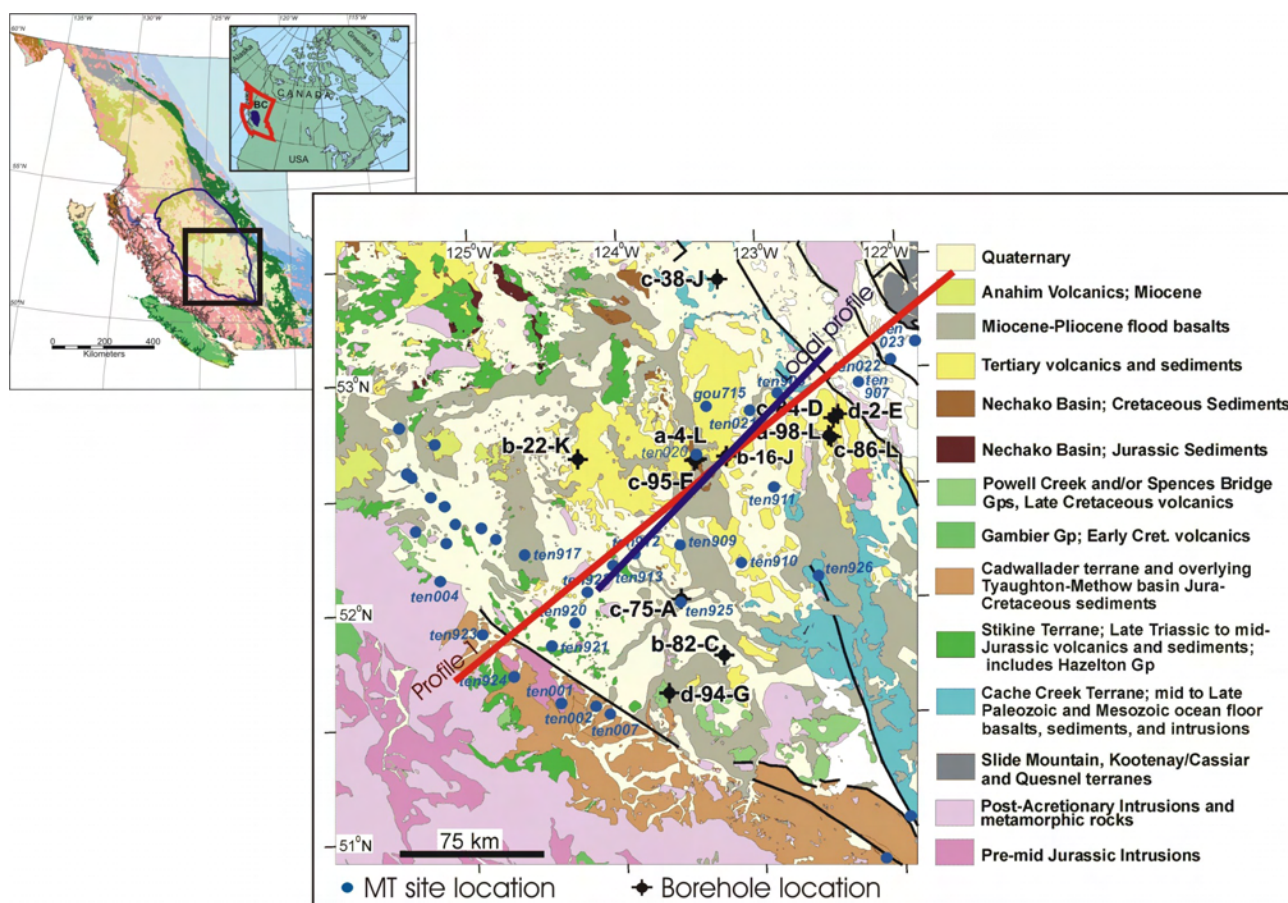 125°W
130°W
125°W
120°W
115°W
60°N
55°N
50°N
0 50 100 200 300 400
Kilometers
Alaska
Greenland
CANADA
BC
USA
125°W
124°W
123°W
122°W
53°N
52°N
51°N
c-38-J
Local profile
ten
023
ten022
ten
907
gou715
ten021
d-2-E
a-98-L
a-4-L
ten020
b-16-J
c-86-L
b-22-K
ten911
ten909
ten917
ten910
ten926
ten913
ten004
c-75-A
ten920
ten925
ten923
b-82-C
ten921
Profile 1
ten924
d-94-G
ten001
ten002
ten007
75 km
MT site location
Borehole location
Quaternary
Anahim Volcanics; Miocene
Miocene-Pliocene flood basalts
Tertiary volcanics and sediments
Nechako Basin; Cretaceous Sediments
Nechako Basin; Jurassic Sediments
Powell Creek and/or Spences Bridge
Gps, Late Cretaceous volcanics
Gambier Gp; Early Cret. volcanics
Cadwallader terrane and overlying
Tyaughton-Methow basin Jura-
Cretaceous sediments
Stikine Terrane; Late Triassic to mid-
Jurassic volcanics and sediments;
includes Hazelton Gp
Cache Creek Terrane; mid to Late
Paleozoic and Mesozoic ocean floor
basalts, sediments, and intrusions
Slide Mountain, Kootenay/Cassiar
and Quesnel terranes
Post-Acretionary Intrusions and
metamorphic rocks
Pre-mid Jurassic Intrusions